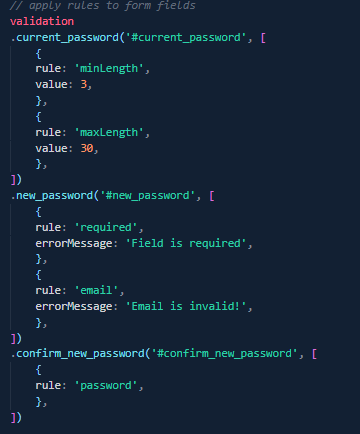 // apply rules to form fields
validation
.current_password('#current_password', [
    {
    rule: 'minLength',
    value: 3,
    },
    {
    rule: 'maxLength',
    value: 30,
    },
])
.new_password('#new_password', [
    {
    rule: 'required',
    errorMessage: 'Field is required',
    },
    {
    rule: 'email',
    errorMessage: 'Email is invalid!',
    },
])
.confirm_new_password('#confirm_new_password', [
    {
    rule: 'password',
    },
])